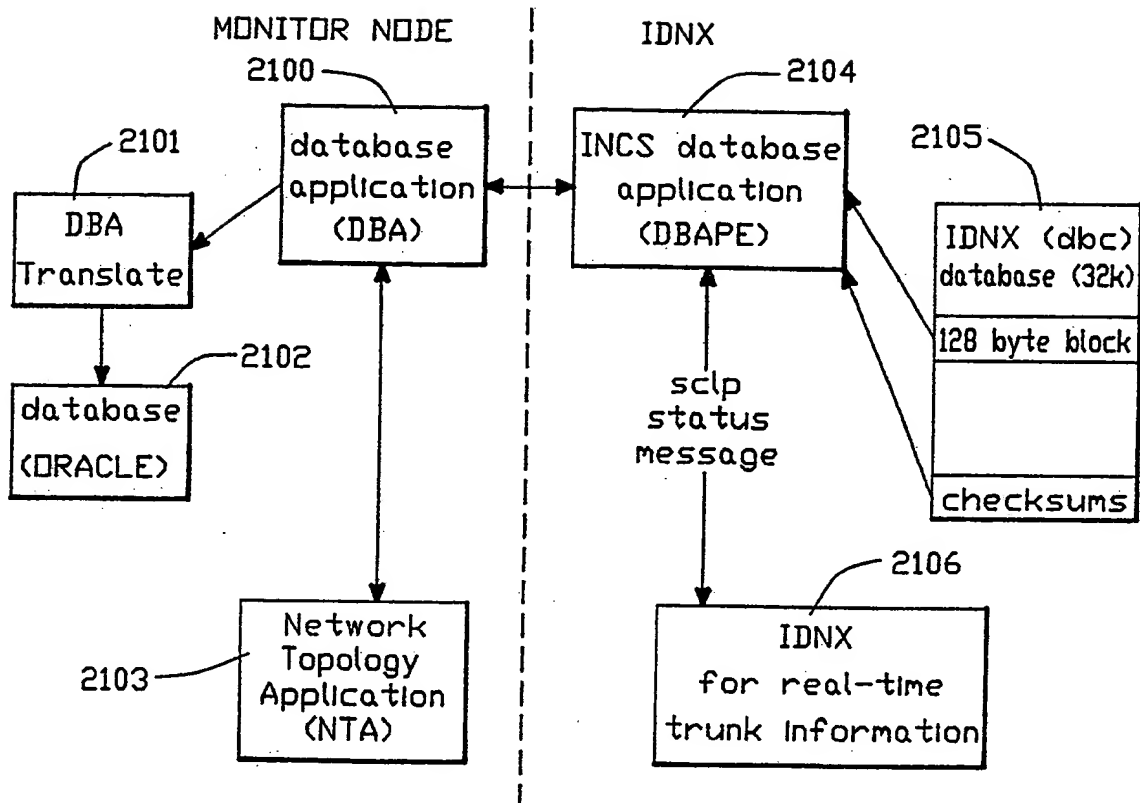 MONITOR NODE
IDNX
2100
2104
2101
2105
database
application
(DBA)
INCS database
application
(DBAPE)
DBA
Translate
IDNX (dbc)
database (32k)
128 byte block
checksums
2102
database
(ORACLE)
sclp
status
message
2106
2103
Network
Topology
Application
(NTA)
IDNX
for real-time
trunk information